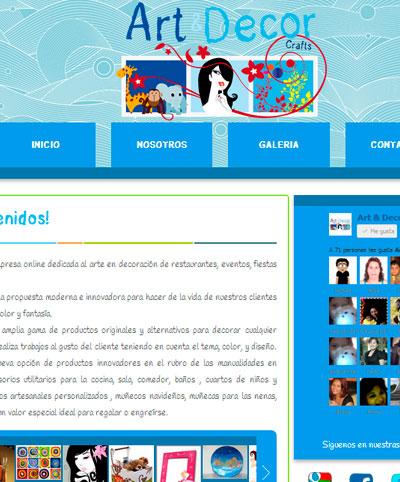 Art Decor
Crafts
INICIO
NOSOTROS
GALERIA
CONTA
enidos!
presa online dedicada al arte en decoración de restaurantes, eventos, fiestas
a propuesta moderna e innovadora para hacer de la vida de nuestros clientes
olor y fantasía.
amplia gama de productos originales y alternativos para decorar cualquier
ealiza trabajos al gusto del cliente teniendo en cuenta el tema, color, y diseño.
eva opción de productos innovadores en el rubro de las manualidades en
sorios utilitarios para la cocina, sala, comedor, baños , cuartos de niños y
os artesanales personalizados , muñecos navideños, muñecas para las nenas,
n valor especial ideal para regalar o engreirse.
Art & Deco
Me gusta
A 71 personas les gusta A
Siguenos en nuestras